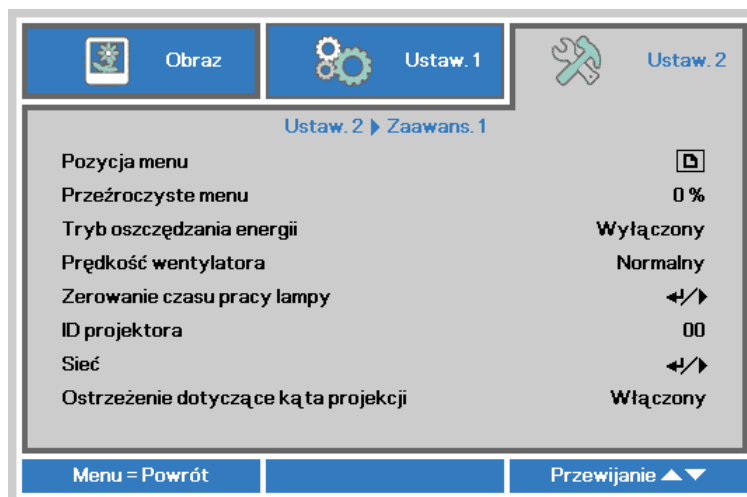 Obraz
Ustaw. 1
Ustaw. 2
Ustaw. 2 Zaawans. 1
Pozycja menu
Przeźroczyste menu 0 %
Tryb oszczędzania energii Wyłączony
Prędkość wentylatora Normalny
Zerowanie czasu pracy lampy
ID projektora 00
Sieć
Ostrzeżenie dotyczące kąta projekcji Włączony
Menu = Powrót
Przewijanie